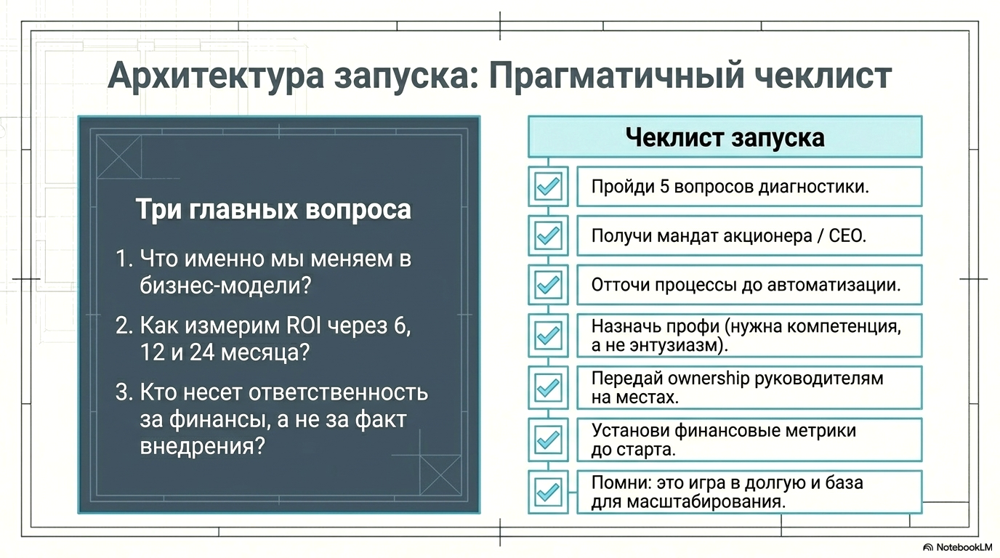 Архитектура запуска: Прагматичный чеклист
Три главных вопроса
1. Что именно мы меняем в
бизнес-модели?
2. Как измерим ROI через 6,
12 и 24 месяца?
3. Кто несет ответственность
за финансы, а не за факт
внедрения?
Чеклист запуска
Пройди 5 вопросов диагностики.
Получи мандат акционера / CEO.
Отточи процессы до автоматизации.
Назначь профи (нужна компетенция,
а не энтузиазм).
Передай ownership руководителям
на местах.
Установи финансовые метрики
до старта.
Помни: это игра в долгую и база
для масштабирования.
NotebookLM